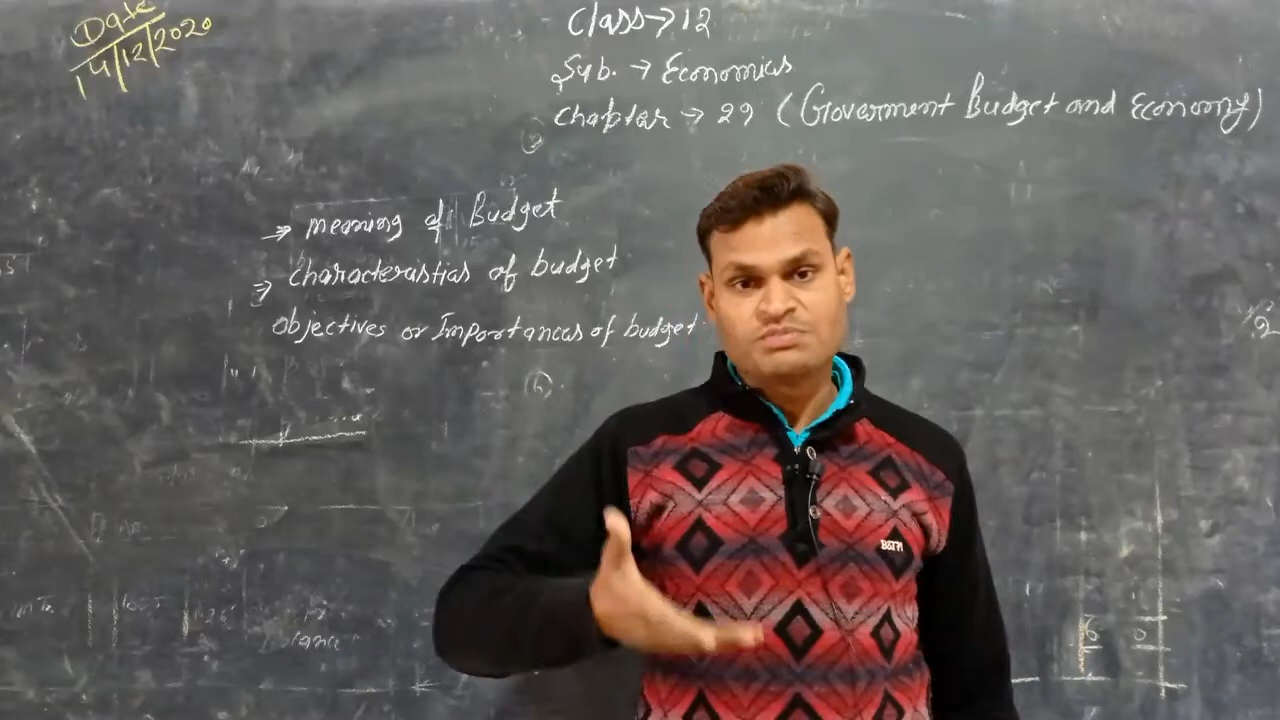 Date
14/12/2020
Class → 12
Sub. → Economics
Chapter → 29 (Goverment Budget and Economy)
⇒ meaning of Budget
⇒ characteristics of budget
Objectives or Importances of budget